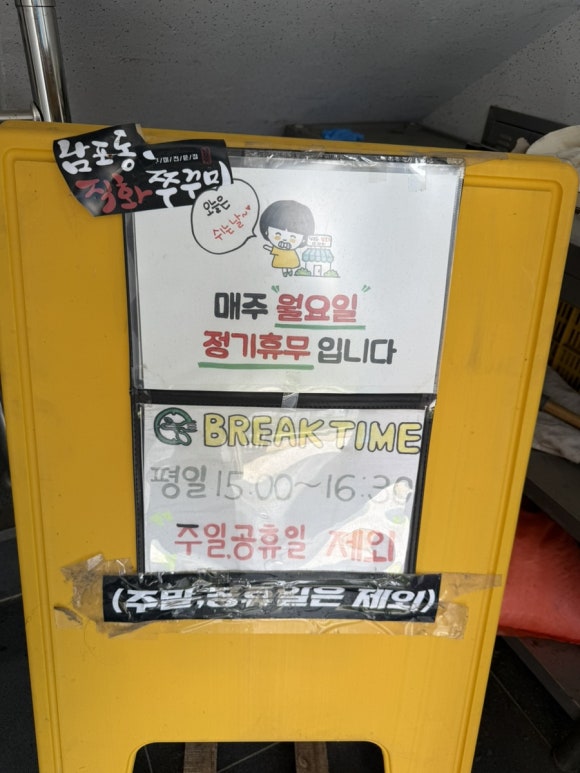 남포동
직화 쭈꾸미
오늘은
쉬는 날~♥
매주 "월요일"
정기휴무 입니다
BREAK TIME
평일 15:00~16:30
주일,공휴일 제외
(주말,공휴일은 제외)